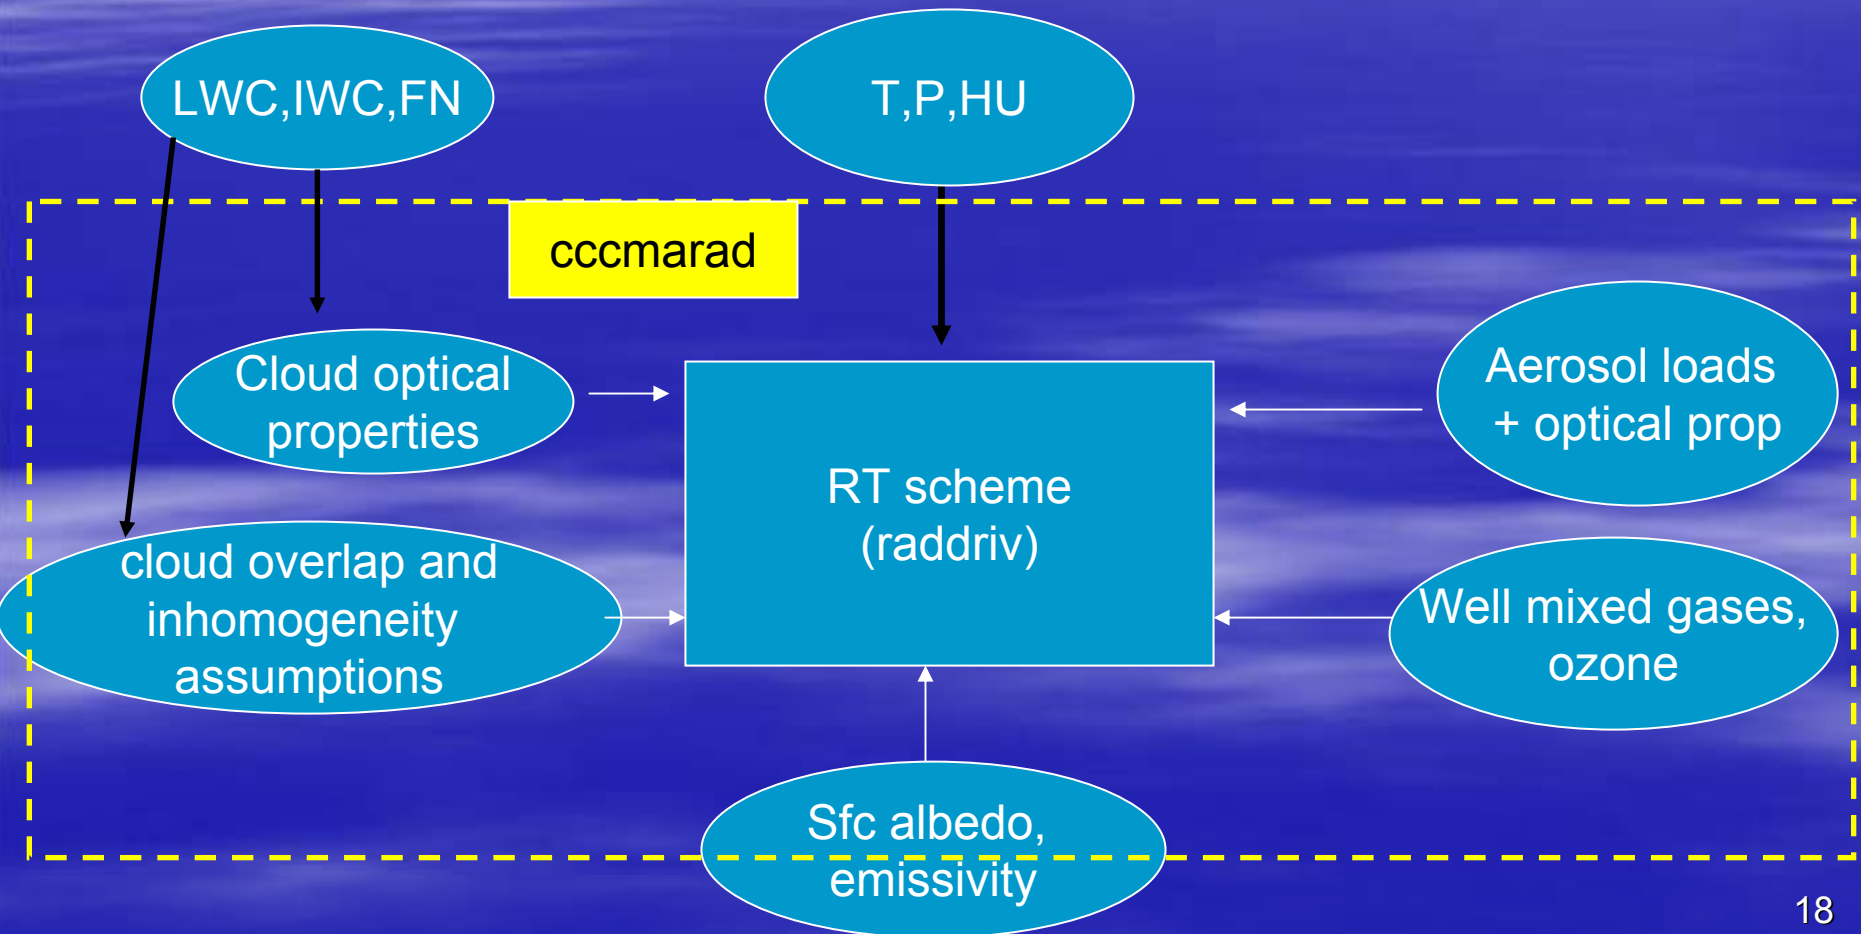 LWC,IWC,FN
T,P,HU
cccmarad
Cloud optical
properties
Aerosol loads
+ optical prop
RT scheme
(raddriv)
cloud overlap and
inhomogeneity
assumptions
Well mixed gases,
ozone
Sfc albedo,
emissivity
18